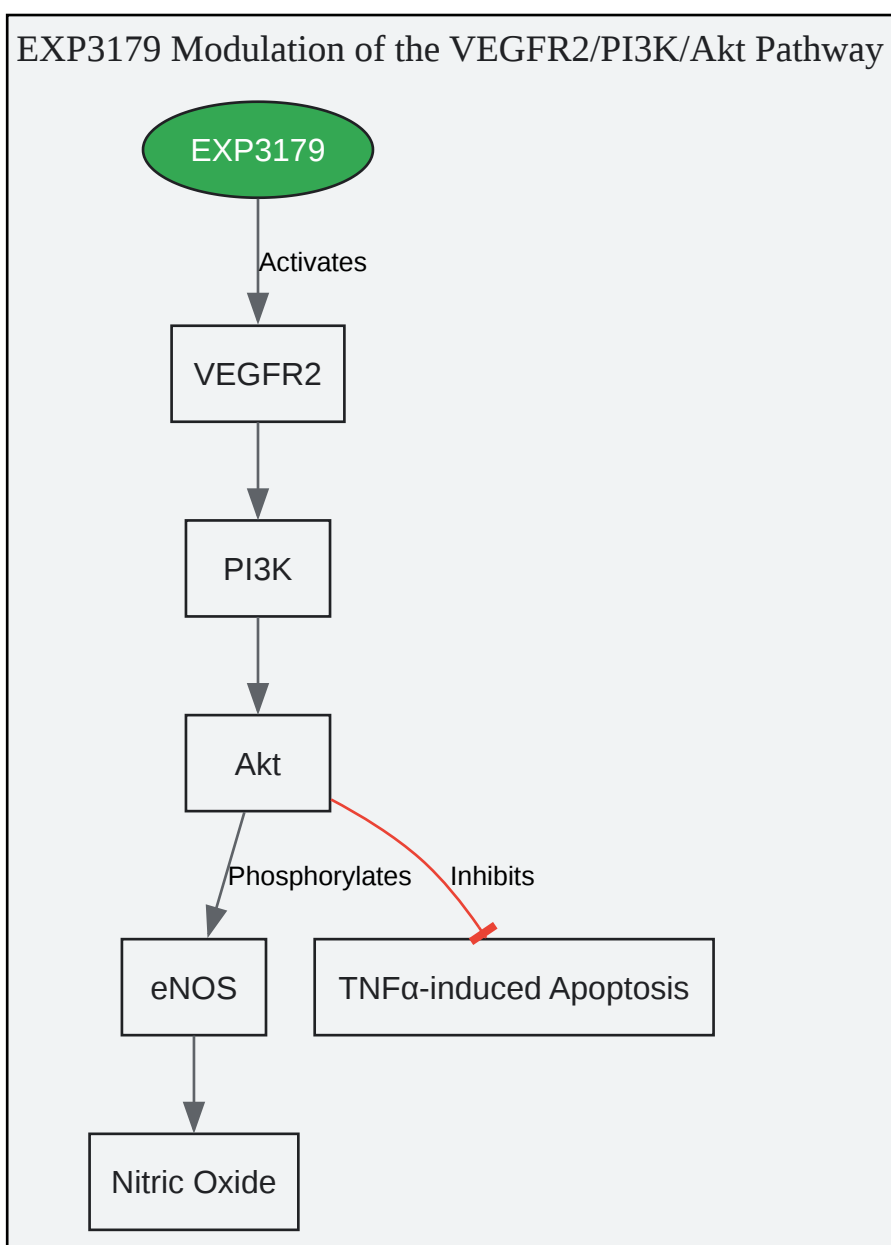 EXP3179 Modulation of the VEGFR2/PI3K/Akt Pathway
EXP3179
Activates
VEGFR2
PI3K
Akt
Phosphorylates
Inhibits
eNOS
TNFα-induced Apoptosis
Nitric Oxide